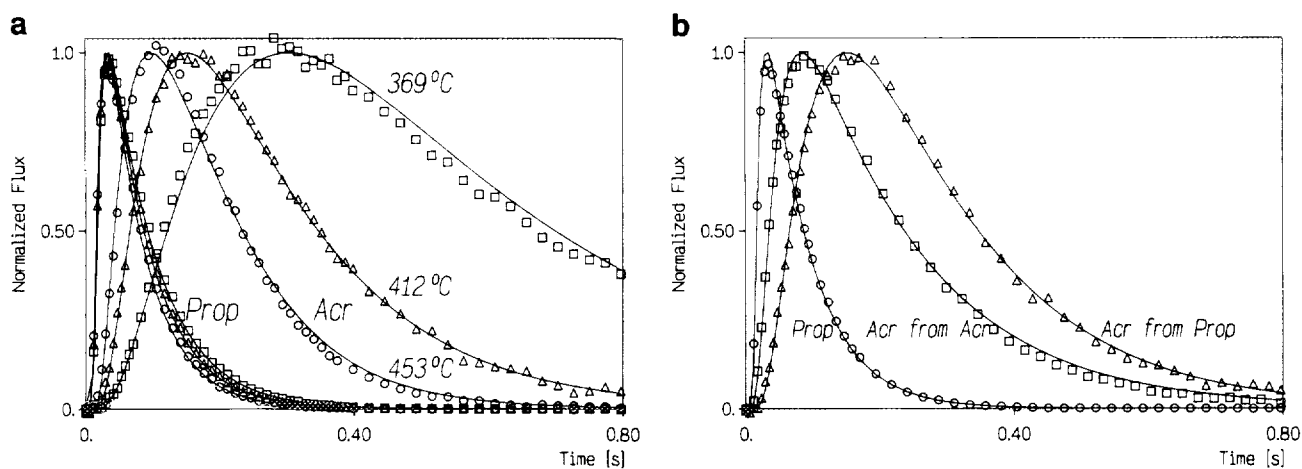 a
1.0
0.50
0.
Normalized Flux
369°C
412°C
453°C
Prop
Acr
0.
0.40
0.80
Time [s]
b
1.0
0.50
0.
Normalized Flux
Prop
Acr from Acr
Acr from Prop
0.
0.40
0.80
Time [s]